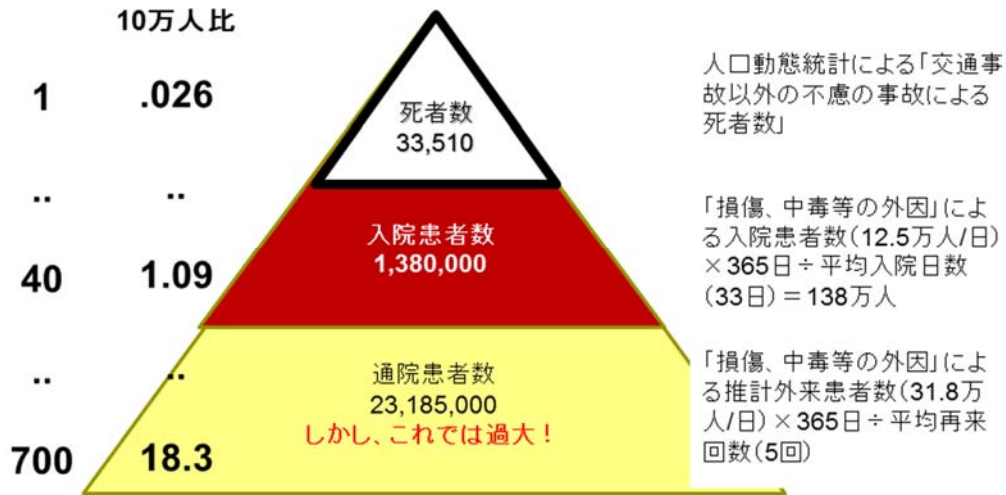 10万人比
1 .026
死者数
33,510
人口動態統計による「交通事
故以外の不慮の事故による
死者数」
.. ..
40 1.09
入院患者数
1,380,000
「損傷、中毒等の外因」によ
る入院患者数(12.5万人/日)
×365日÷平均入院日数
(33日)=138万人
.. ..
700 18.3
通院患者数
23,185,000
しかし、これでは過大！
「損傷、中毒等の外因」によ
る推計外来患者数(31.8万
人/日)×365日÷平均再来
回数(5回)